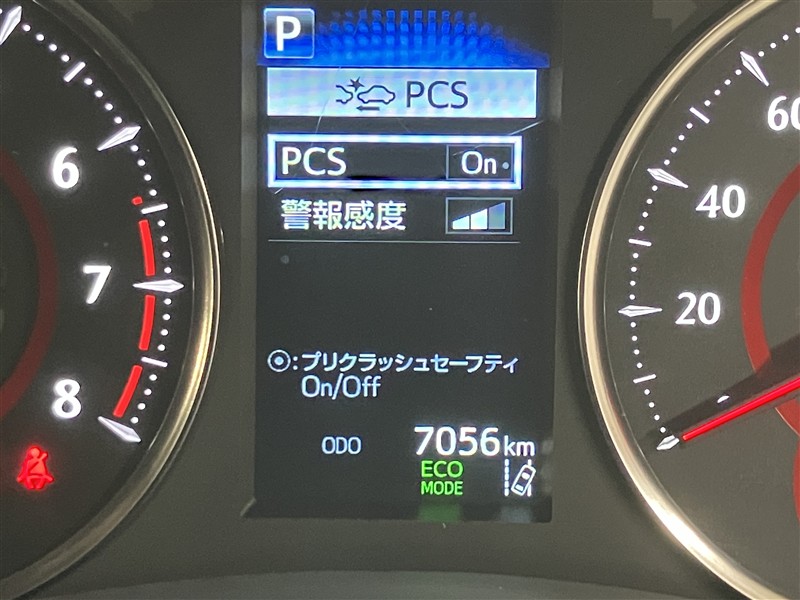 P
PCS
PCS On
警報感度
6
7
8
60
40
20
⦿:プリクラッシュセーフティ
On/Off
ODO 7056km
ECO
MODE